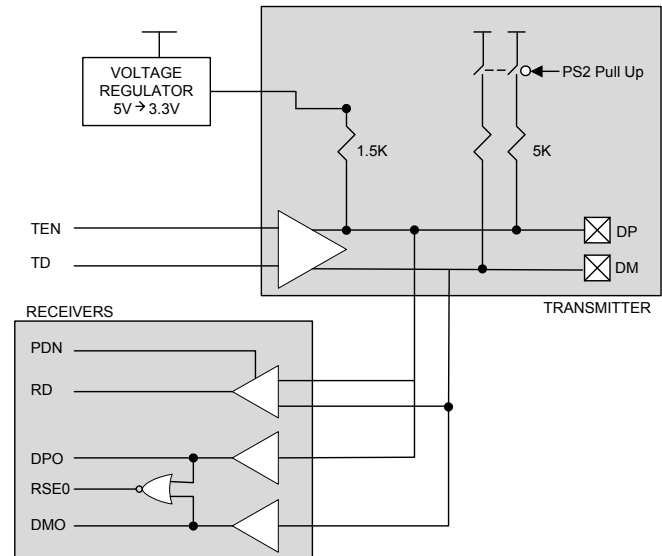 VOLTAGE
REGULATOR
5V → 3.3V
PS2 Pull Up
1.5K
5K
TEN
TD
DP
DM
TRANSMITTER
RECEIVERS
PDN
RD
DPO
RSE0
DMO